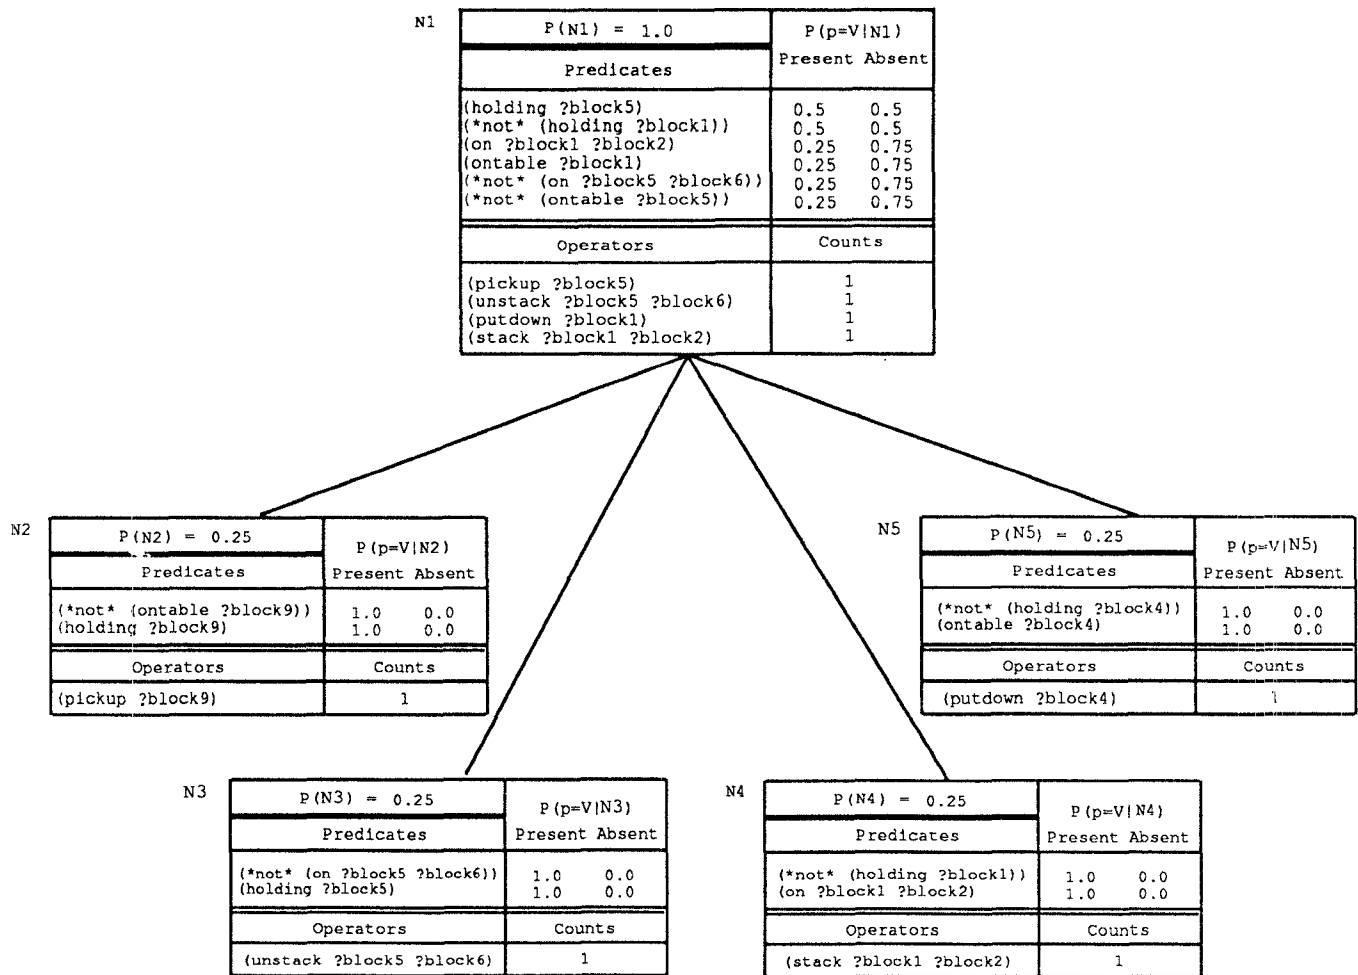 N1
P(N1) = 1.0
P(p=V|N1)
Present Absent
Predicates
(holding ?block5) 0.5 0.5
(*not* (holding ?block1)) 0.5 0.5
(on ?block1 ?block2) 0.25 0.75
(ontable ?block1) 0.25 0.75
(*not* (on ?block5 ?block6)) 0.25 0.75
(*not* (ontable ?block5)) 0.25 0.75
Operators Counts
(pickup ?block5) 1
(unstack ?block5 ?block6) 1
(putdown ?block1) 1
(stack ?block1 ?block2) 1
N2
P(N2) = 0.25
P(p=V|N2)
Predicates Present Absent
(*not* (ontable ?block9)) 1.0 0.0
(holding ?block9) 1.0 0.0
Operators Counts
(pickup ?block9) 1
N5
P(N5) = 0.25
P(p=V|N5)
Predicates Present Absent
(*not* (holding ?block4)) 1.0 0.0
(ontable ?block4) 1.0 0.0
Operators Counts
(putdown ?block4) 1
N3
P(N3) = 0.25
P(p=V|N3)
Predicates Present Absent
(*not* (on ?block5 ?block6)) 1.0 0.0
(holding ?block5) 1.0 0.0
Operators Counts
(unstack ?block5 ?block6) 1
N4
P(N4) = 0.25
P(p=V|N4)
Predicates Present Absent
(*not* (holding ?block1)) 1.0 0.0
(on ?block1 ?block2) 1.0 0.0
Operators Counts
(stack ?block1 ?block2) 1